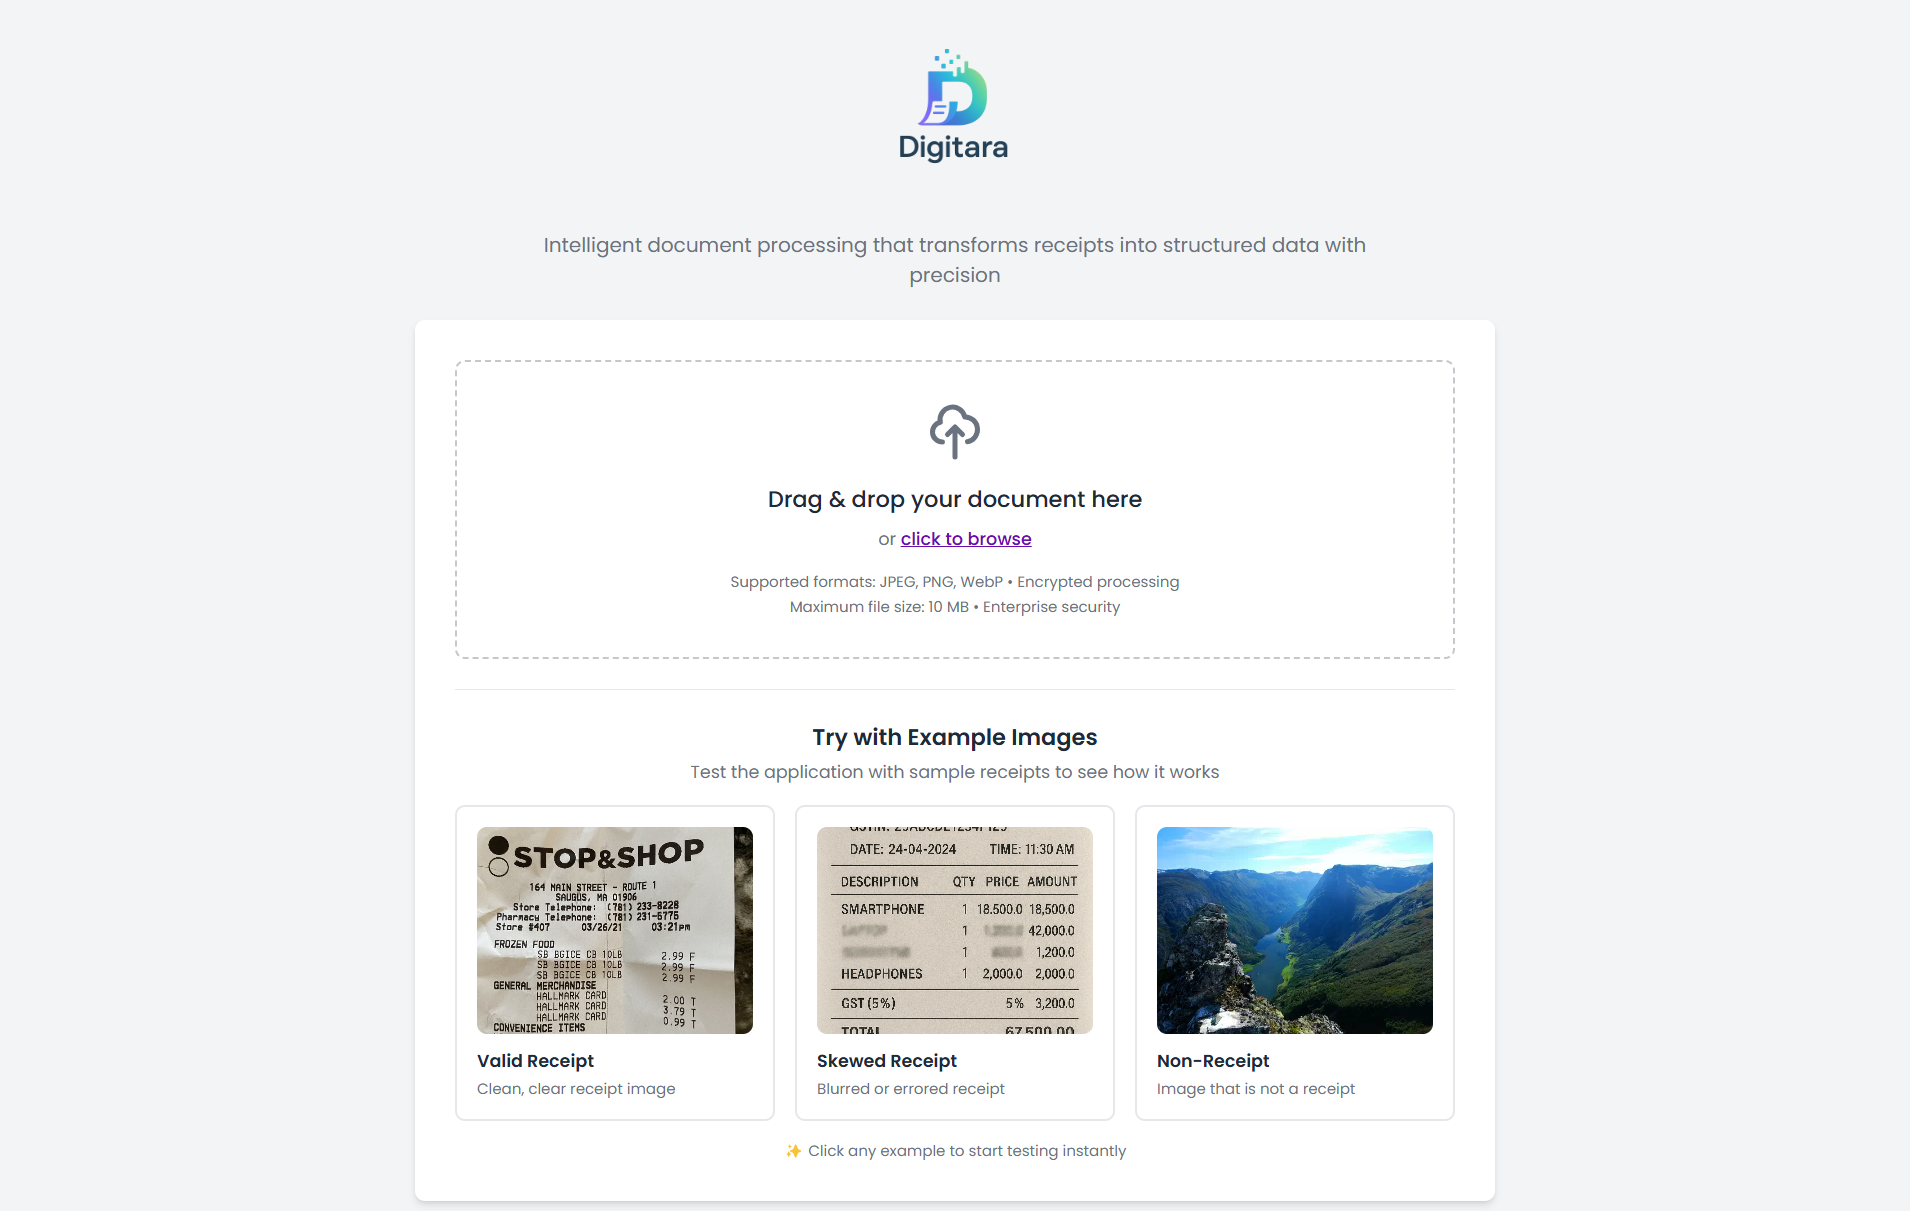 Digitara
Intelligent document processing that transforms receipts into structured data with
precision
Drag & drop your document here
or click to browse
Supported formats: JPEG, PNG, WebP • Encrypted processing
Maximum file size: 10 MB • Enterprise security
Try with Example Images
Test the application with sample receipts to see how it works
STOP&SHOP
164 MAIN STREET - ROUTE 1
SAUGUS, MA 01906
Store Telephone: (781) 233-8228
Pharmacy Telephone: (781) 231-5775
Store #407 03/26/21 03:21pm
FROZEN FOOD
SB BGICE CB 10LB 2.99 F
SB BGICE CB 10LB 2.99 F
SB BGICE CB 10LB 2.99 F
GENERAL MERCHANDISE
HALLMARK CARD 2.00 T
HALLMARK CARD 3.79 T
HALLMARK CARD 0.99 T
CONVENIENCE ITEMS
Valid Receipt
Clean, clear receipt image
DATE: 24-04-2024 TIME: 11:30 AM
DESCRIPTION QTY PRICE AMOUNT
SMARTPHONE 1 18.500.0 18,500.0
1 42,000.0
1 1,200.0
HEADPHONES 1 2,000.0 2,000.0
GST (5%) 5% 3,200.0
TOTAL 67,500.00
Skewed Receipt
Blurred or errored receipt
Non-Receipt
Image that is not a receipt
✨ Click any example to start testing instantly